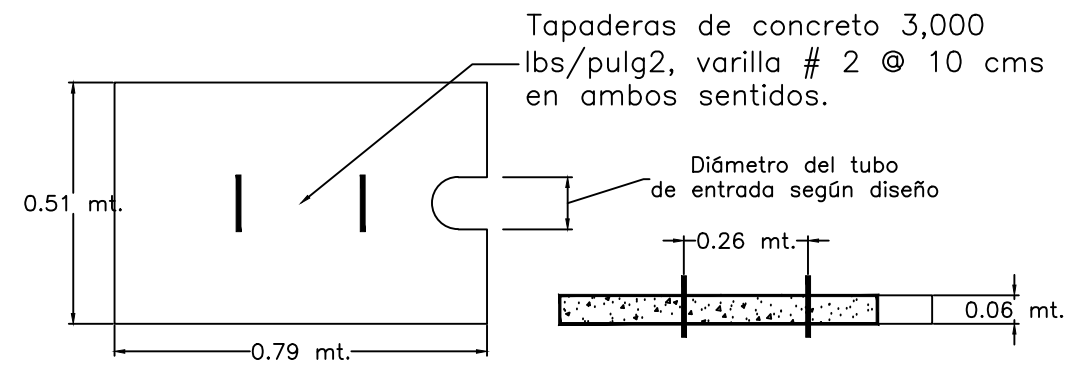 Tapaderas de concreto 3,000
lbs/pulg2, varilla # 2 @ 10 cms
en ambos sentidos.
Diámetro del tubo
de entrada según diseño
0.51 mt.
0.26 mt.
0.06 mt.
0.79 mt.